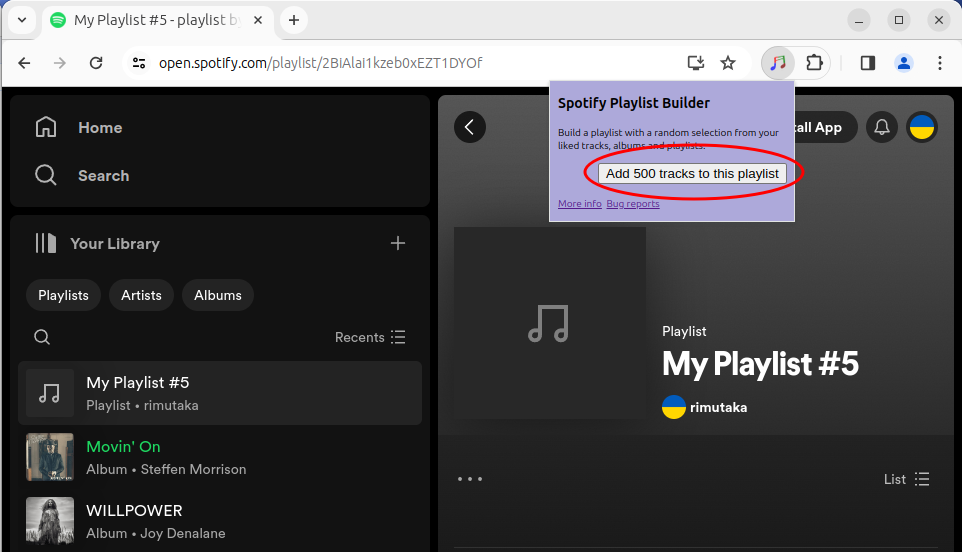 My Playlist #5 - playlist b
open.spotify.com/playlist/2BiAlai1kzeb0xEZT1DYOf
Spotify Playlist Builder
Build a playlist with a random selection from your
liked tracks, albums and playlists.
Add 500 tracks to this playlist
More info Bug reports
App
Home
Search
Your Library
Playlists
Artists
Albums
Recents
My Playlist #5
Playlist • rimutaka
Movin' On
Album • Steffen Morrison
WILLPOWER
Album • Joy Denalane
Playlist
My Playlist #5
rimutaka
List